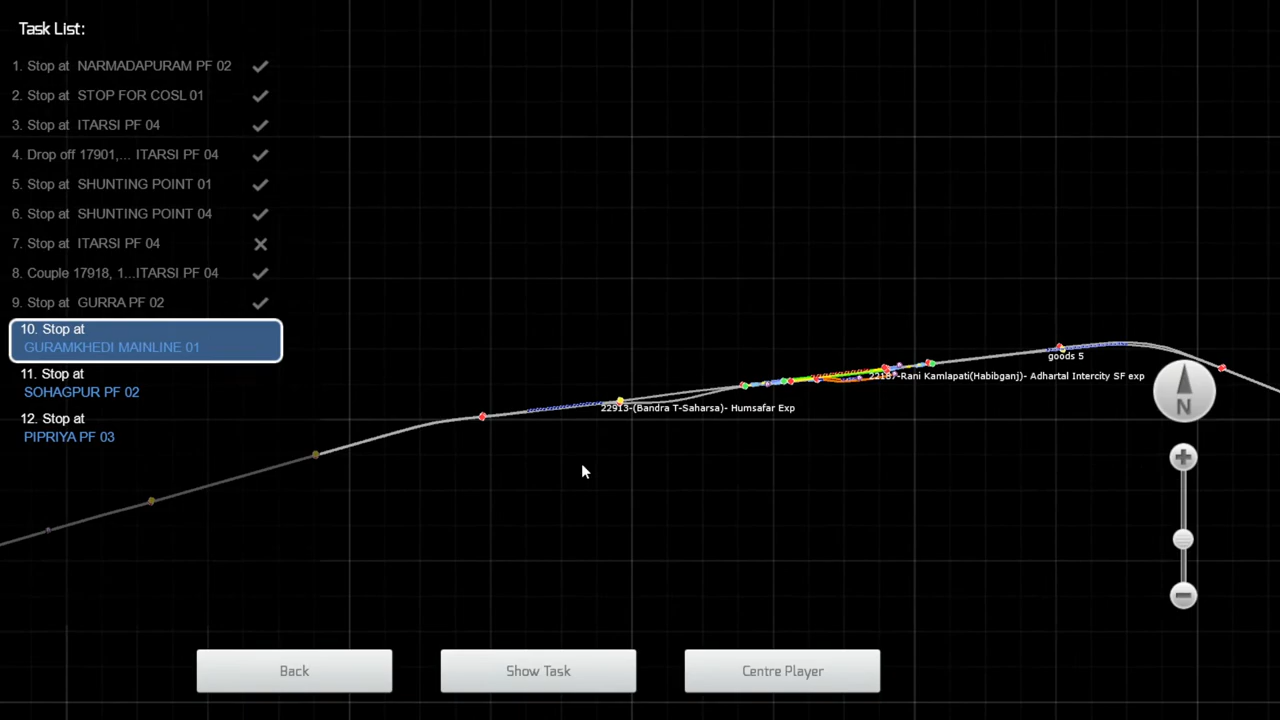 Task List:
1. Stop at NARMADAPURAM PF 02
2. Stop at STOP FOR COSL 01
3. Stop at ITARSI PF 04
4. Drop off 17901,... ITARSI PF 04
5. Stop at SHUNTING POINT 01
6. Stop at SHUNTING POINT 04
7. Stop at ITARSI PF 04
8. Couple 17918, 1...ITARSI PF 04
9. Stop at GURRA PF 02
10. Stop at
GURAMKHEDI MAINLINE 01
11. Stop at
SOHAGPUR PF 02
12. Stop at
PIPRIYA PF 03
goods 5
22187-Rani Kamlapati(Habibganj)- Adhartal Intercity SF exp
22913-(Bandra T-Saharsa)- Humsafar Exp
N
Back
Show Task
Centre Player